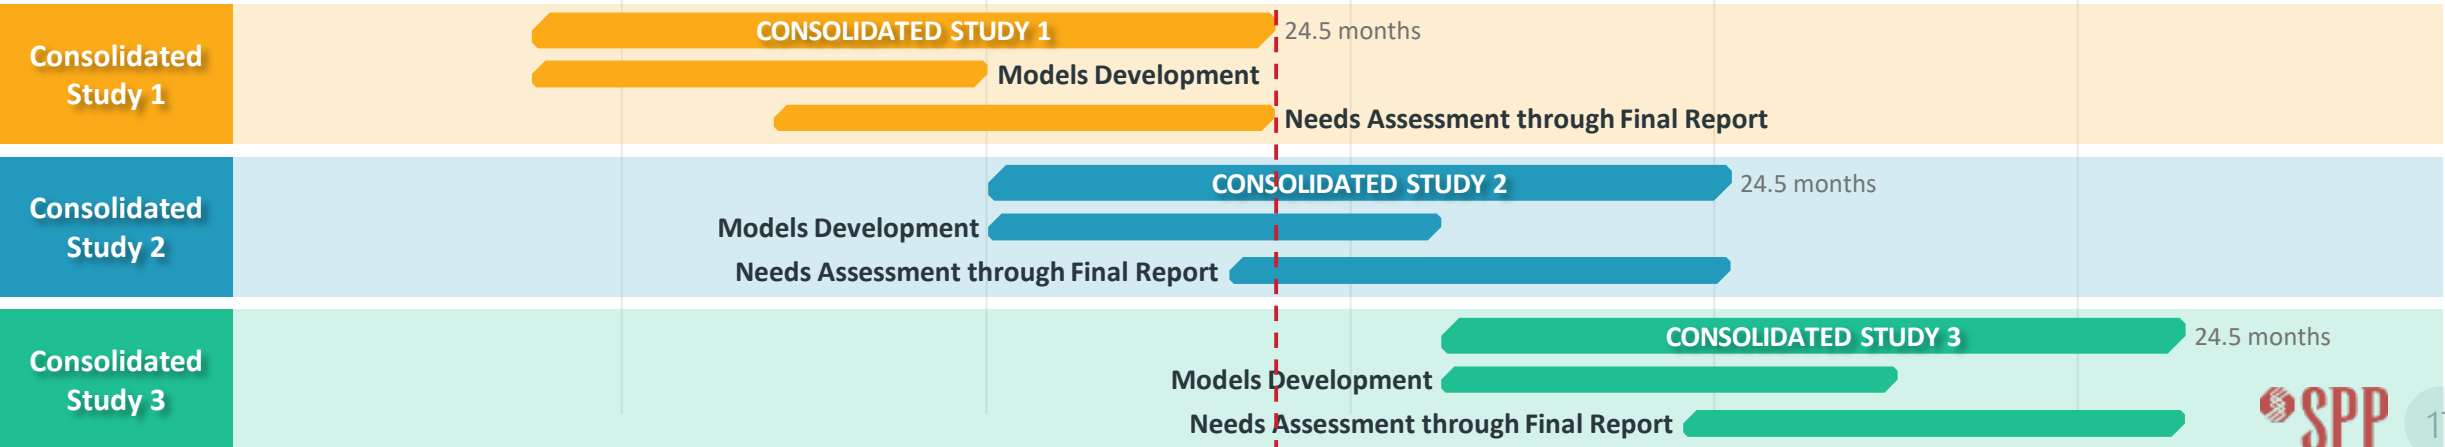 Consolidated
Study 1
CONSOLIDATED STUDY 1
24.5 months
Models Development
Needs Assessment through Final Report
Consolidated
Study 2
CONSOLIDATED STUDY 2
24.5 months
Models Development
Needs Assessment through Final Report
Consolidated
Study 3
CONSOLIDATED STUDY 3
24.5 months
Models Development
Needs Assessment through Final Report
SPP